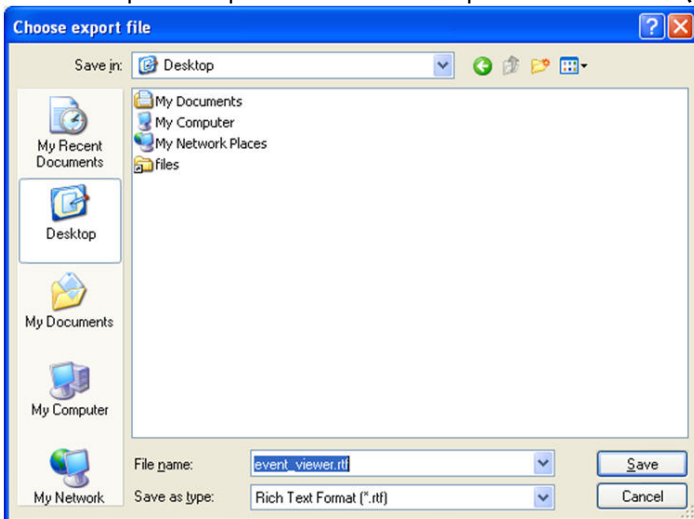 Choose export file
Save in:
Desktop
My Documents
My Computer
My Network Places
files
My Recent
Documents
Desktop
My Documents
My Computer
My Network
File name:
event_viewer.rtf
Save
Save as type:
Rich Text Format (*.rtf)
Cancel